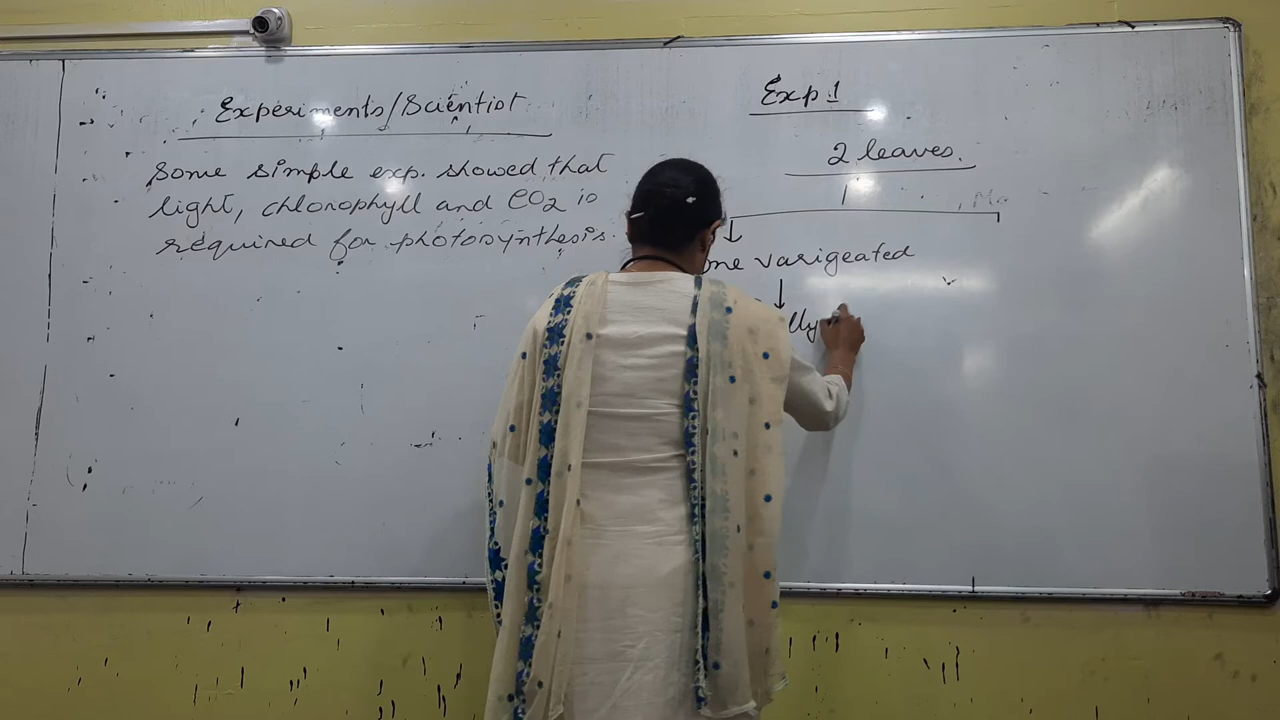 Experiments/Scientist
Some simple exp. showed that
light, chlorophyll and CO2 is
required for photosynthesis.
Exp 1
2 leaves.
one varigeated